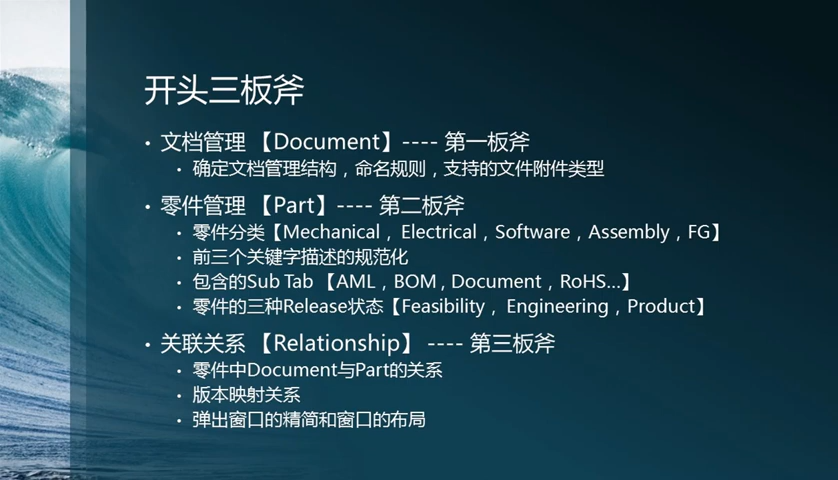 开头三板斧
• 文档管理 【Document】---- 第一板斧
• 确定文档管理结构，命名规则，支持的文件附件类型
• 零件管理 【Part】---- 第二板斧
• 零件分类【Mechanical，Electrical，Software，Assembly，FG】
• 前三个关键字描述的规范化
• 包含的Sub Tab 【AML，BOM , Document，RoHS...】
• 零件的三种Release状态【Feasibility， Engineering，Product】
• 关联关系 【Relationship】 ---- 第三板斧
• 零件中Document与Part的关系
• 版本映射关系
• 弹出窗口的精简和窗口的布局